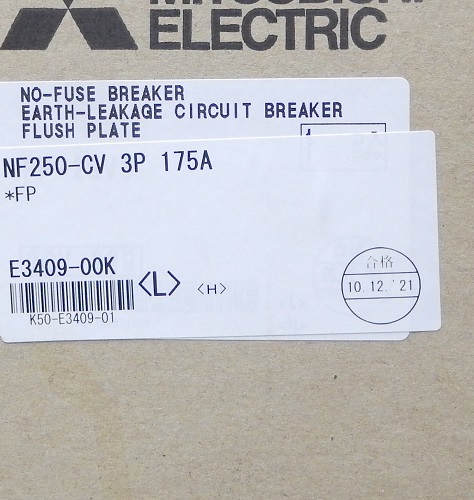 MITSUBISHI
ELECTRIC
NO-FUSE BREAKER
EARTH-LEAKAGE CIRCUIT BREAKER
FLUSH PLATE
NF250-CV 3P 175A
*FP
E3409-00K
<L> <H>
K50-E3409-01
合格
10.12.'21